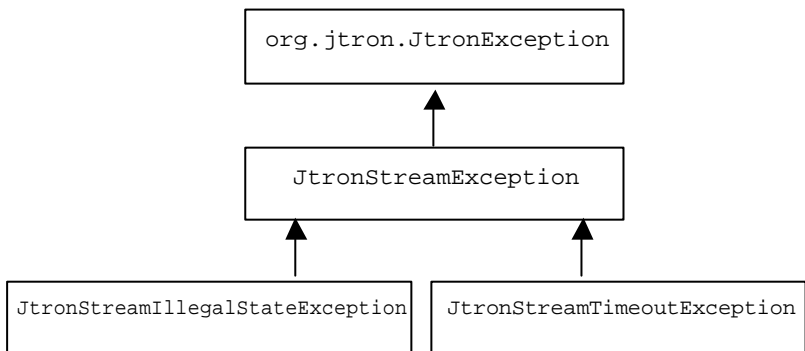 org.jtron.JtronException
JtronStreamException
JtronStreamIllegalStateException
JtronStreamTimeoutException